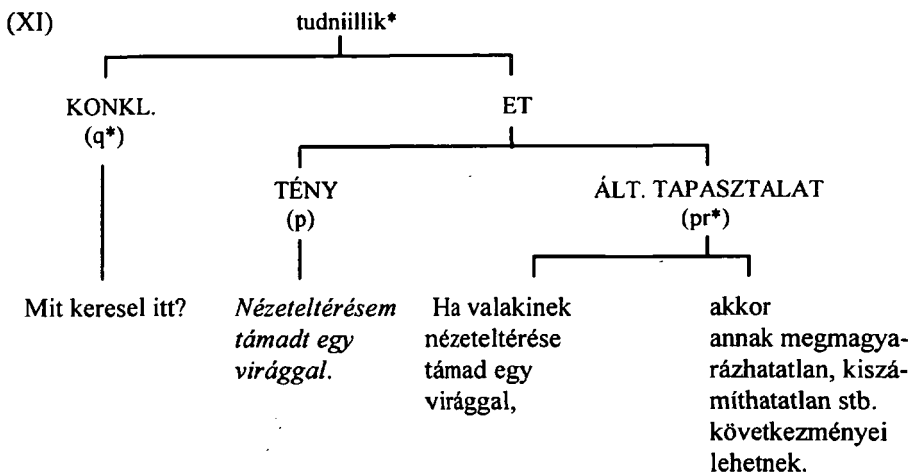 (XI)
tudniillik*
KONKL.
(q*)
ET
TÉNY
(p)
ÁLT. TAPASZTALAT
(pr*)
Mit keresel itt?
Nézeteltérésem
támadt egy
virággal.
Ha valakinek
nézeteltérése
támad egy
virággal,
akkor
annak megmagya-
rázhatatlan, kiszá-
míthatatlan stb.
következményei
lehetnek.